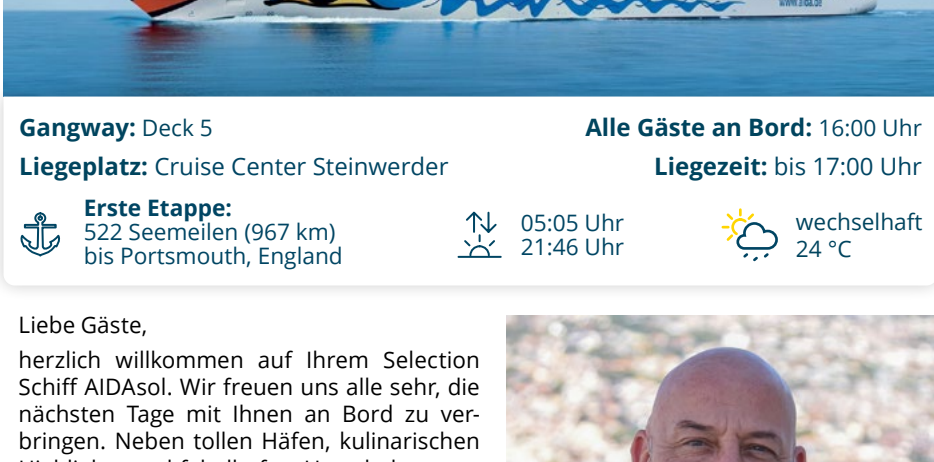 www.aida.de
Gangway: Deck 5
Alle Gäste an Bord: 16:00 Uhr
Liegeplatz: Cruise Center Steinwerder
Liegezeit: bis 17:00 Uhr
Erste Etappe:
522 Seemeilen (967 km)
bis Portsmouth, England
05:05 Uhr
21:46 Uhr
wechselhaft
24 °C
Liebe Gäste,
herzlich willkommen auf Ihrem Selection
Schiff AIDAsol. Wir freuen uns alle sehr, die
nächsten Tage mit Ihnen an Bord zu ver-
bringen. Neben tollen Häfen, kulinarischen